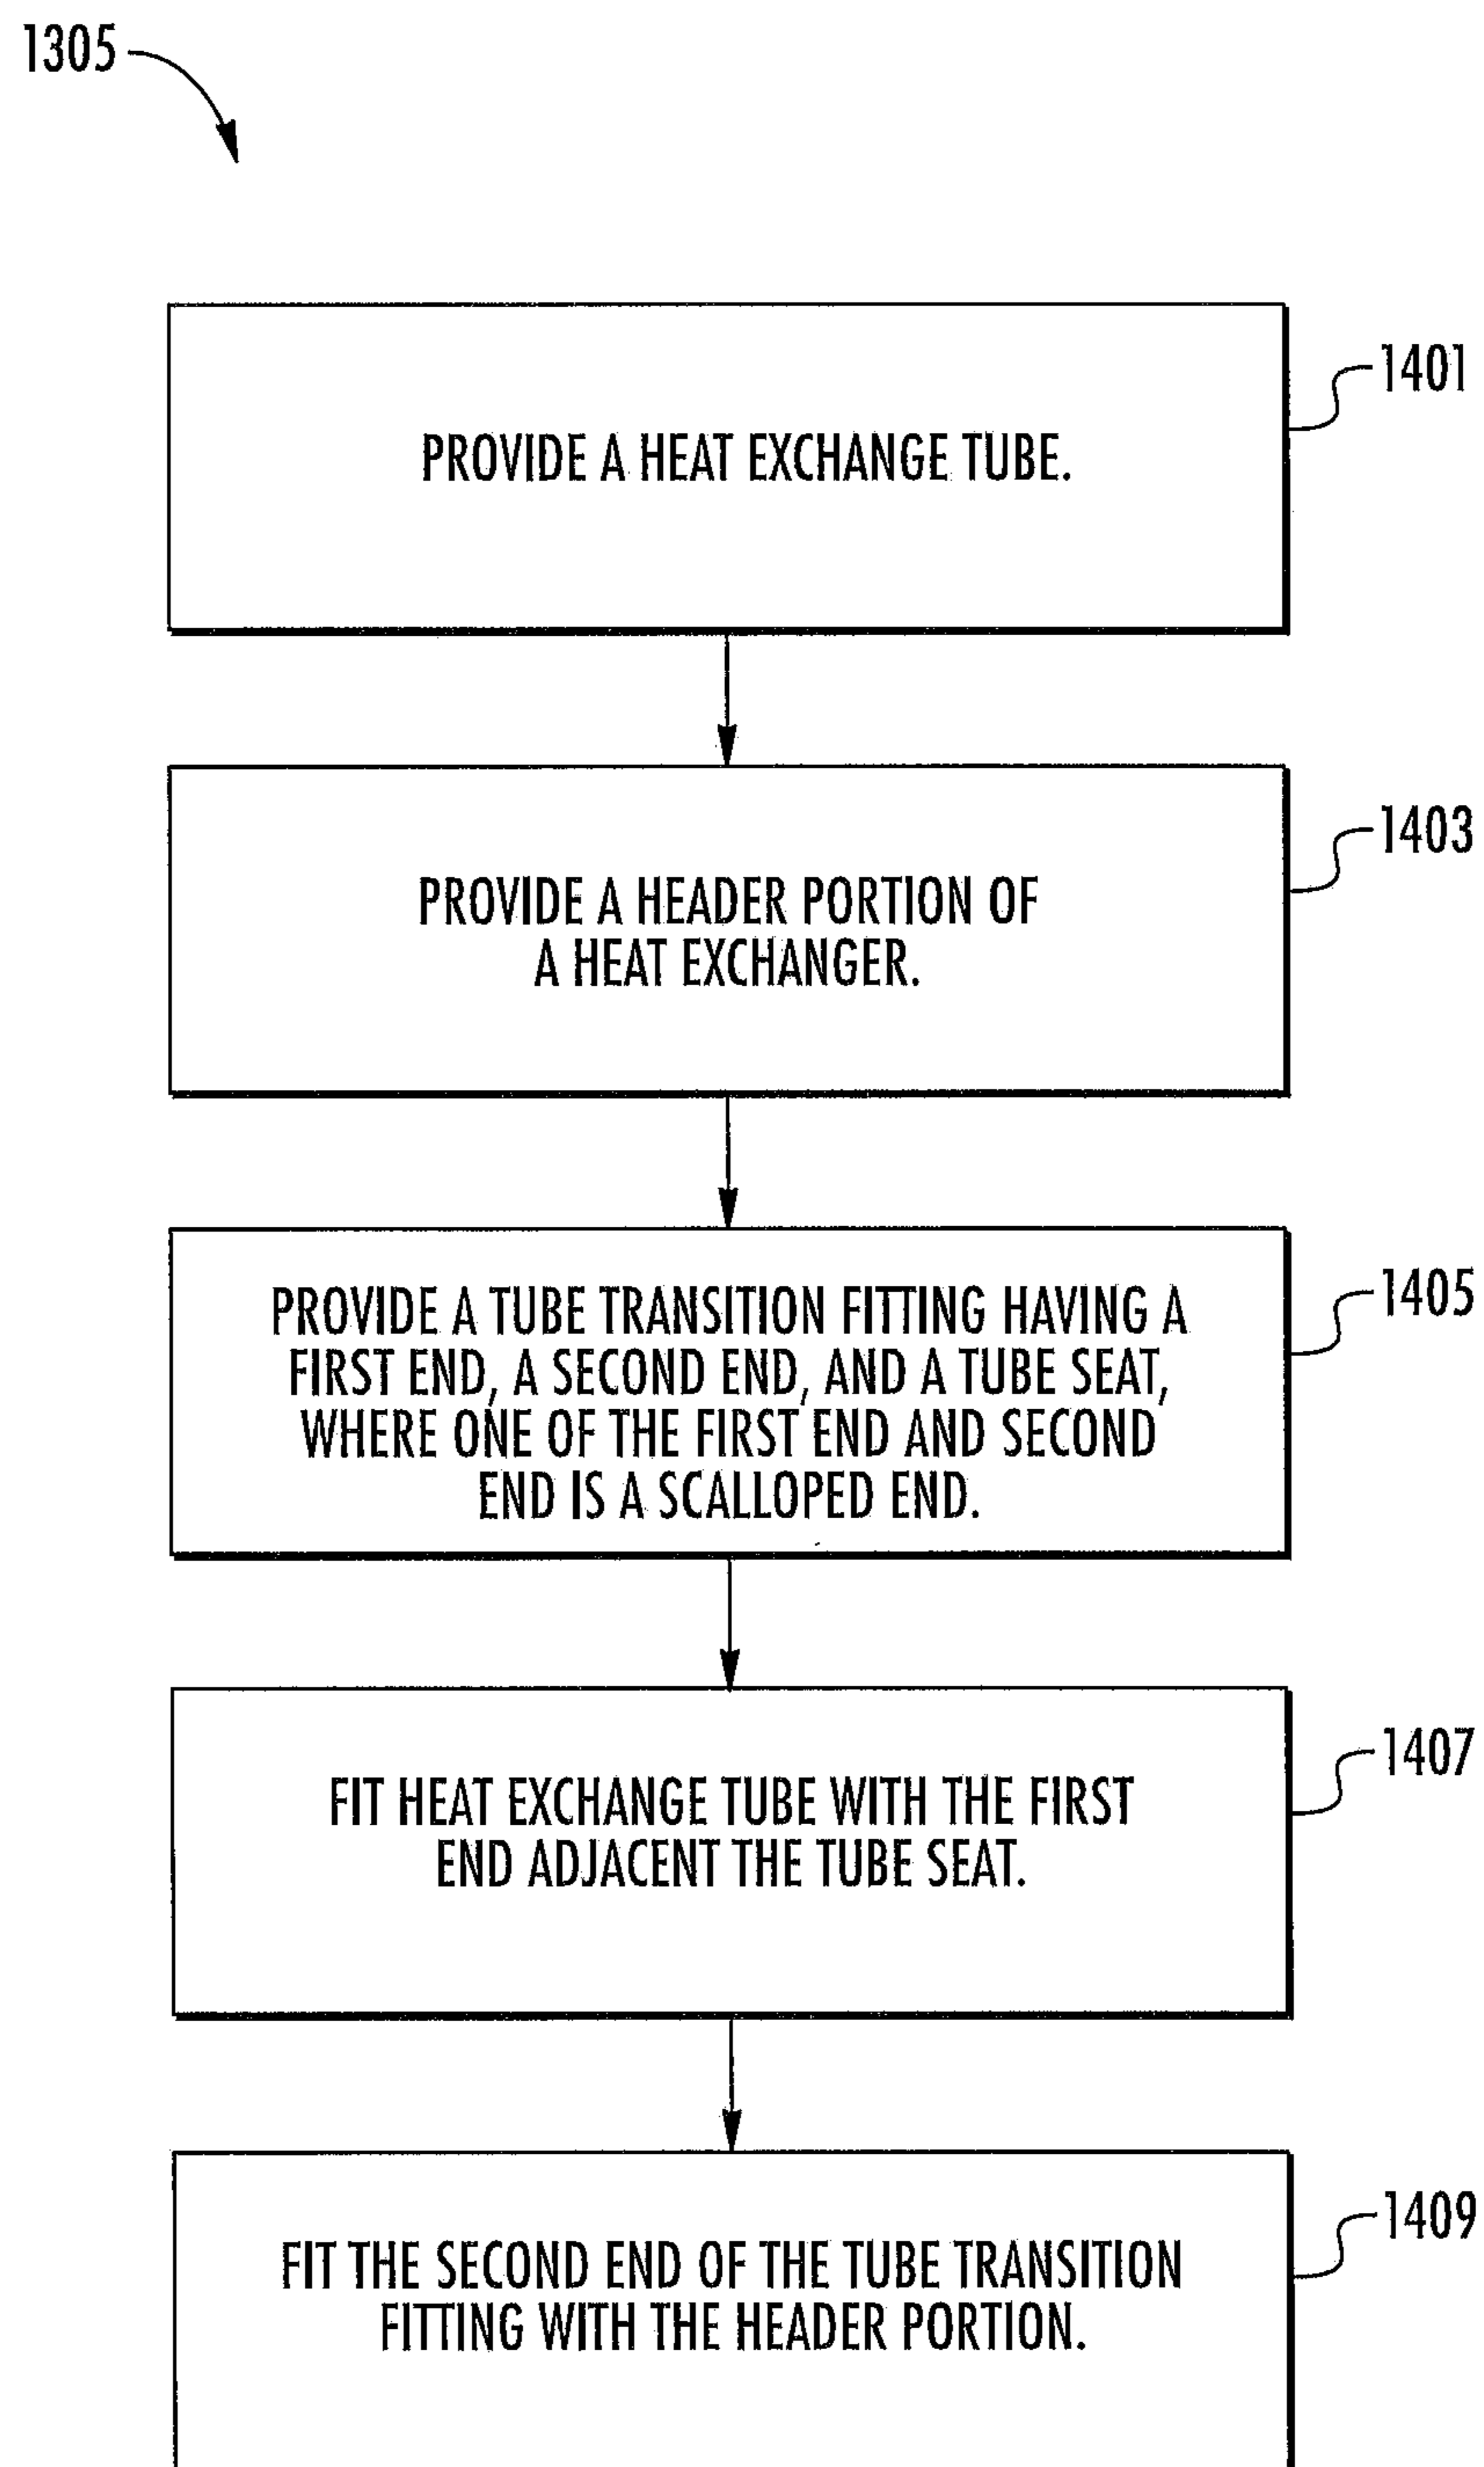 1305
PROVIDE A HEAT EXCHANGE TUBE.
1401
PROVIDE A HEADER PORTION OF
A HEAT EXCHANGER.
1403
PROVIDE A TUBE TRANSITION FITTING HAVING A
FIRST END, A SECOND END, AND A TUBE SEAT,
WHERE ONE OF THE FIRST END AND SECOND
END IS A SCALLOPED END.
1405
FIT HEAT EXCHANGE TUBE WITH THE FIRST
END ADJACENT THE TUBE SEAT.
1407
FIT THE SECOND END OF THE TUBE TRANSITION
FITTING WITH THE HEADER PORTION.
1409